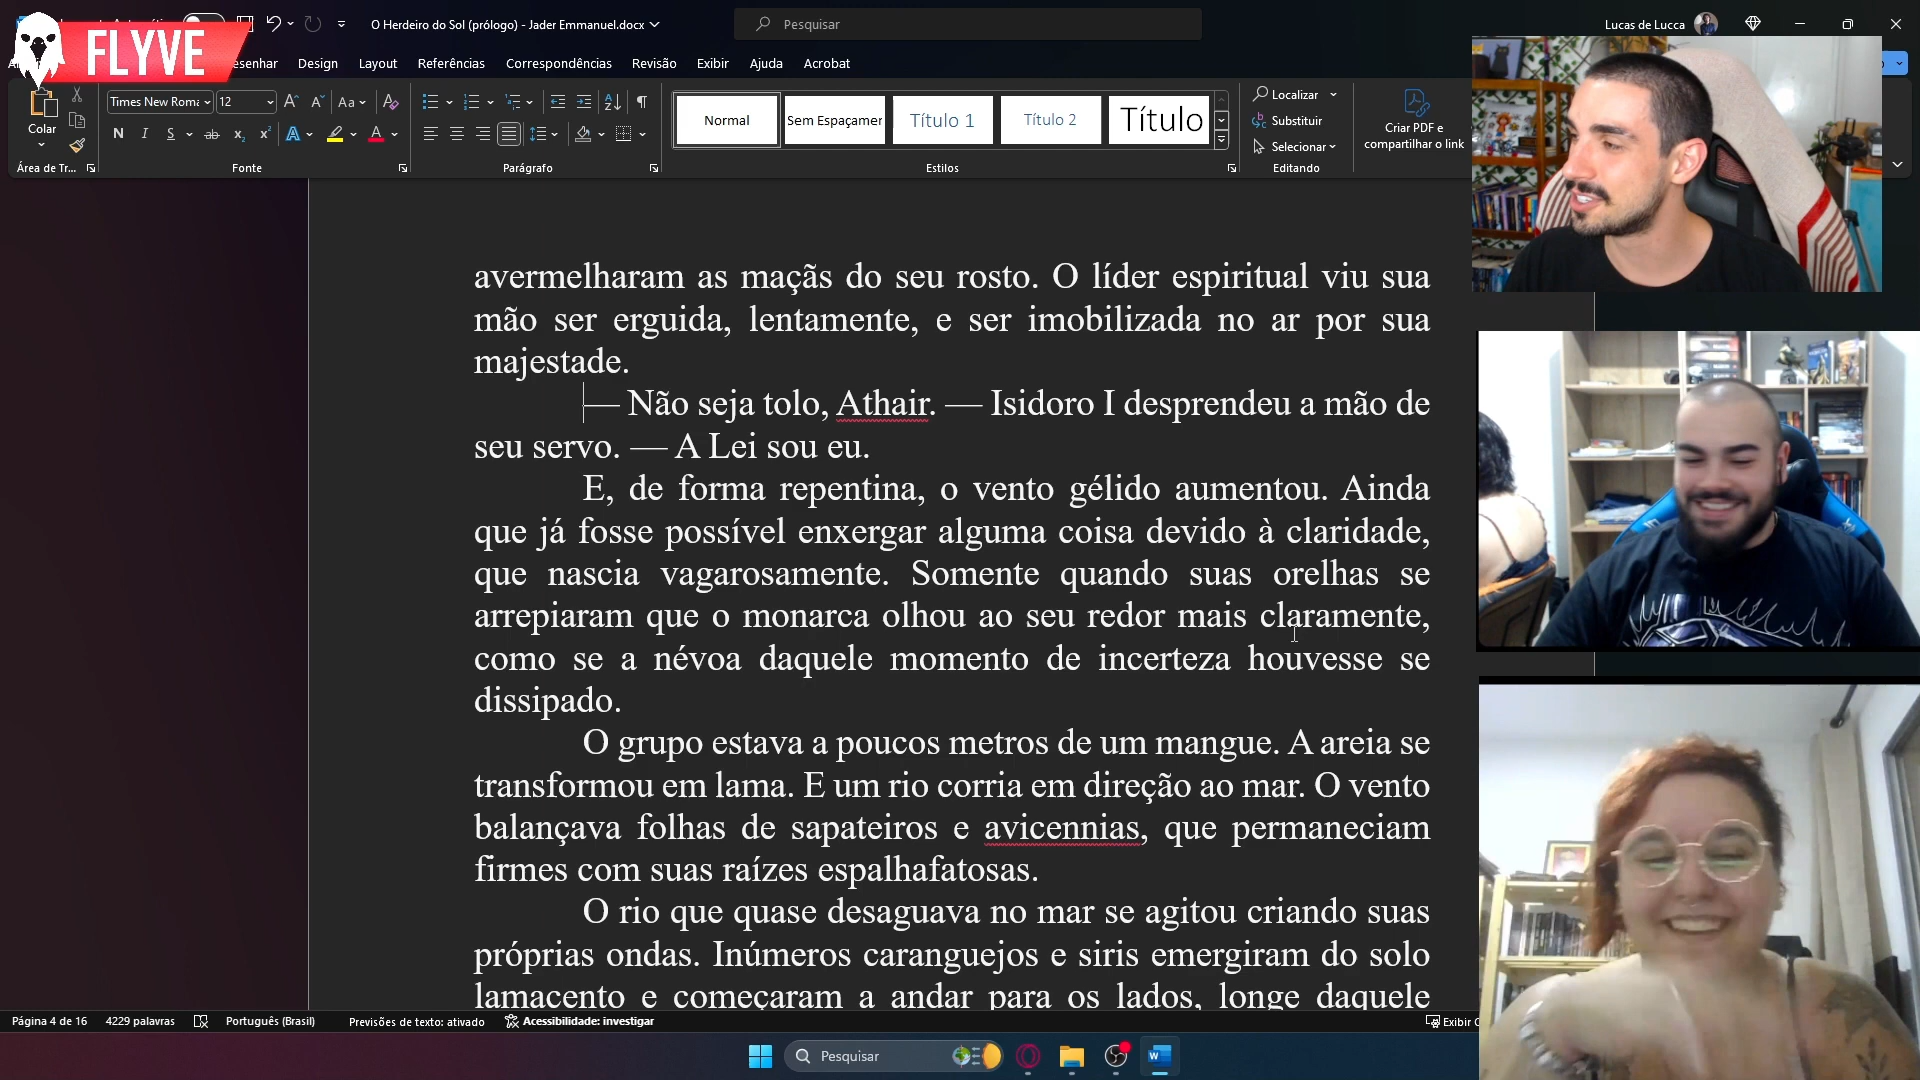 FLYVE
O Herdeiro do Sol (prólogo) - Jader Emmanuel.docx
Pesquisar
Lucas de Lucca
Design
Layout
Referências
Correspondências
Revisão
Exibir
Ajuda
Acrobat
Colar
Área de Tr...
Times New Roma
12
Fonte
Parágrafo
Normal
Sem Espaçamen
Título 1
Título 2
Título
Estilos
Localizar
Substituir
Selecionar
Editando
Criar PDF e
compartilhar o link
avermelharam as maçãs do seu rosto. O líder espiritual viu sua
mão ser erguida, lentamente, e ser imobilizada no ar por sua
majestade.
— Não seja tolo, Athair. — Isidoro I desprendeu a mão de
seu servo. — A Lei sou eu.
E, de forma repentina, o vento gélido aumentou. Ainda
que já fosse possível enxergar alguma coisa devido à claridade,
que nascia vagarosamente. Somente quando suas orelhas se
arrepiaram que o monarca olhou ao seu redor mais claramente,
como se a névoa daquele momento de incerteza houvesse se
dissipado.
O grupo estava a poucos metros de um mangue. A areia se
transformou em lama. E um rio corria em direção ao mar. O vento
balançava folhas de sapateiros e avicennias, que permaneciam
firmes com suas raízes espalhafatosas.
O rio que quase desaguava no mar se agitou criando suas
próprias ondas. Inúmeros caranguejos e siris emergiram do solo
lamacento e começaram a andar para os lados, longe daquele
Página 4 de 16
4229 palavras
Português (Brasil)
Previsões de texto: ativado
Acessibilidade: investigar
Exibir
Pesquisar